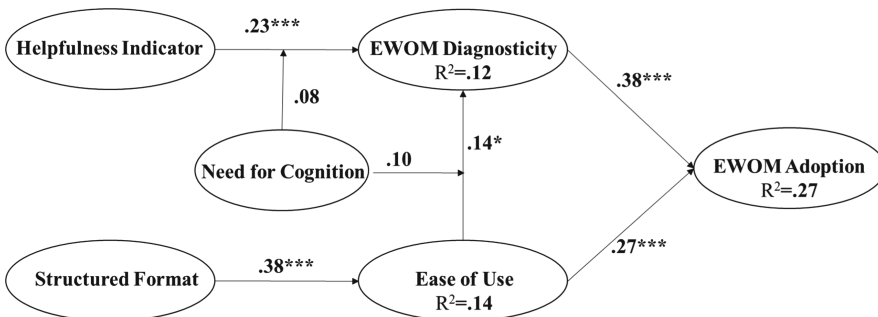 .23***
Helpfulness Indicator
EWOM Diagnosticity
R²=.12
.38***
.08
.14*
Need for Cognition
.10
EWOM Adoption
R²=.27
.27***
.38***
Structured Format
Ease of Use
R²=.14